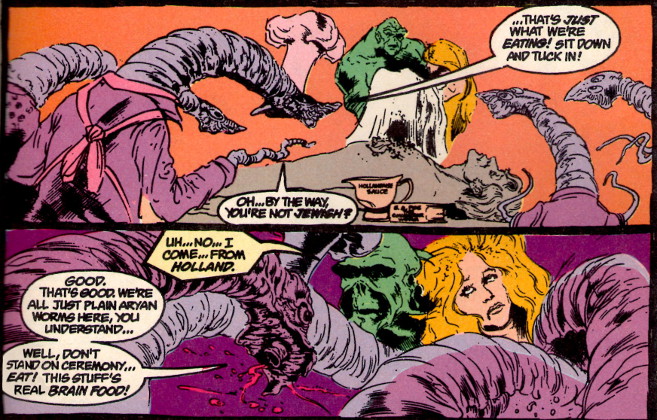 ...THAT'S JUST
WHAT WE'RE
EATING! SIT DOWN
AND TUCK IN!
HOLLANDAISE
SAUCE
OH...BY THE WAY,
YOU'RE NOT JEWISH?
UH...NO...I
COME...FROM
HOLLAND.
GOOD.
THAT'S GOOD. WE'RE
ALL JUST PLAIN ARYAN
WORMS HERE, YOU
UNDERSTAND...
WELL, DON'T
STAND ON CEREMONY...
EAT! THIS STUFF'S
REAL BRAIN FOOD!